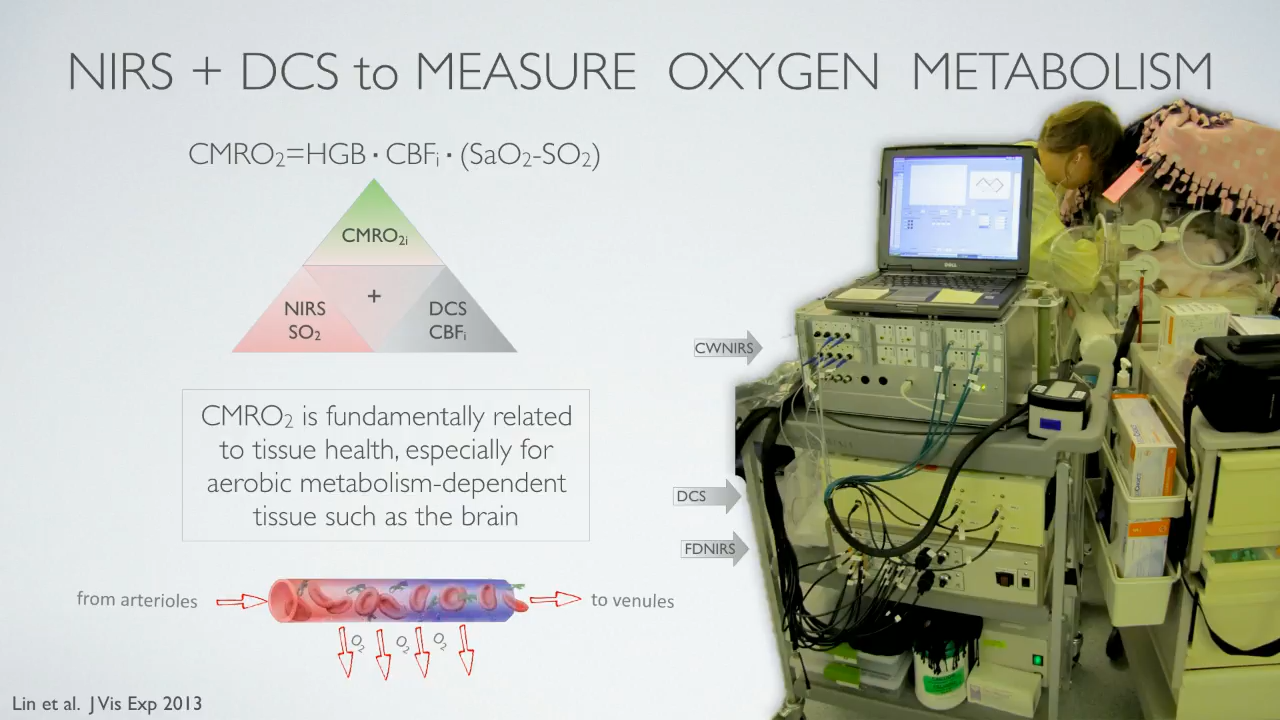 NIRS + DCS to MEASURE OXYGEN METABOLISM
CMRO₂=HGB · CBFᵢ · (SaO₂-SO₂)
CMRO₂ᵢ
+
NIRS
SO₂
DCS
CBFᵢ
CMRO₂ is fundamentally related
to tissue health, especially for
aerobic metabolism-dependent
tissue such as the brain
from arterioles
to venules
O₂
O₂
O₂
CWNIRS
DCS
FDNIRS
DELL
Lin et al. J Vis Exp 2013